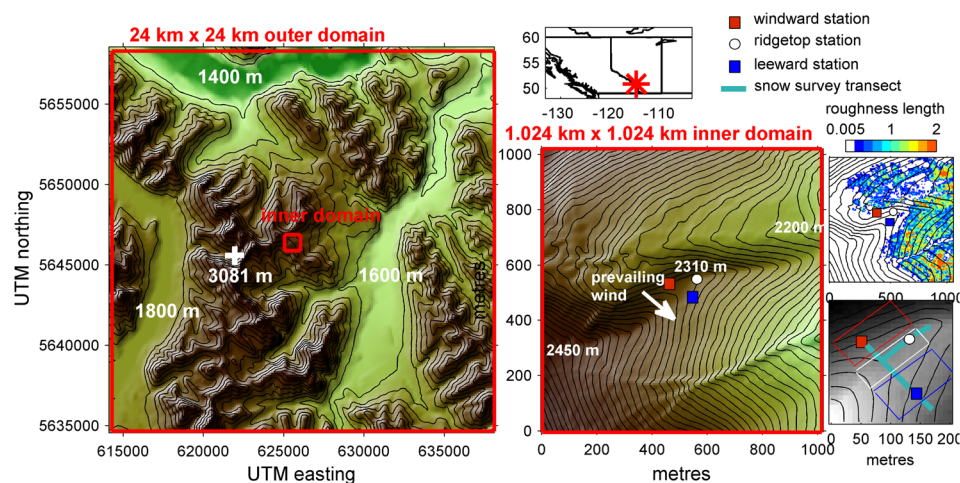 24 km x 24 km outer domain
1400 m
inner domain
3081 m
1600 m
1800 m
5655000
5650000
5645000
5640000
5635000
UTM northing
615000 620000 625000 630000 635000
UTM easting
metres
60
55
50
-130 -120 -110 -103
windward station
ridgetop station
leeward station
snow survey transect
roughness length
0.005 1 2
1.024 km x 1.024 km inner domain
1000
800
600
400
200
0
2200 m
2310 m
prevailing
wind
2450 m
0 200 400 600 800 1000
metres
0 500 1000
0 50 100 150 200
metres